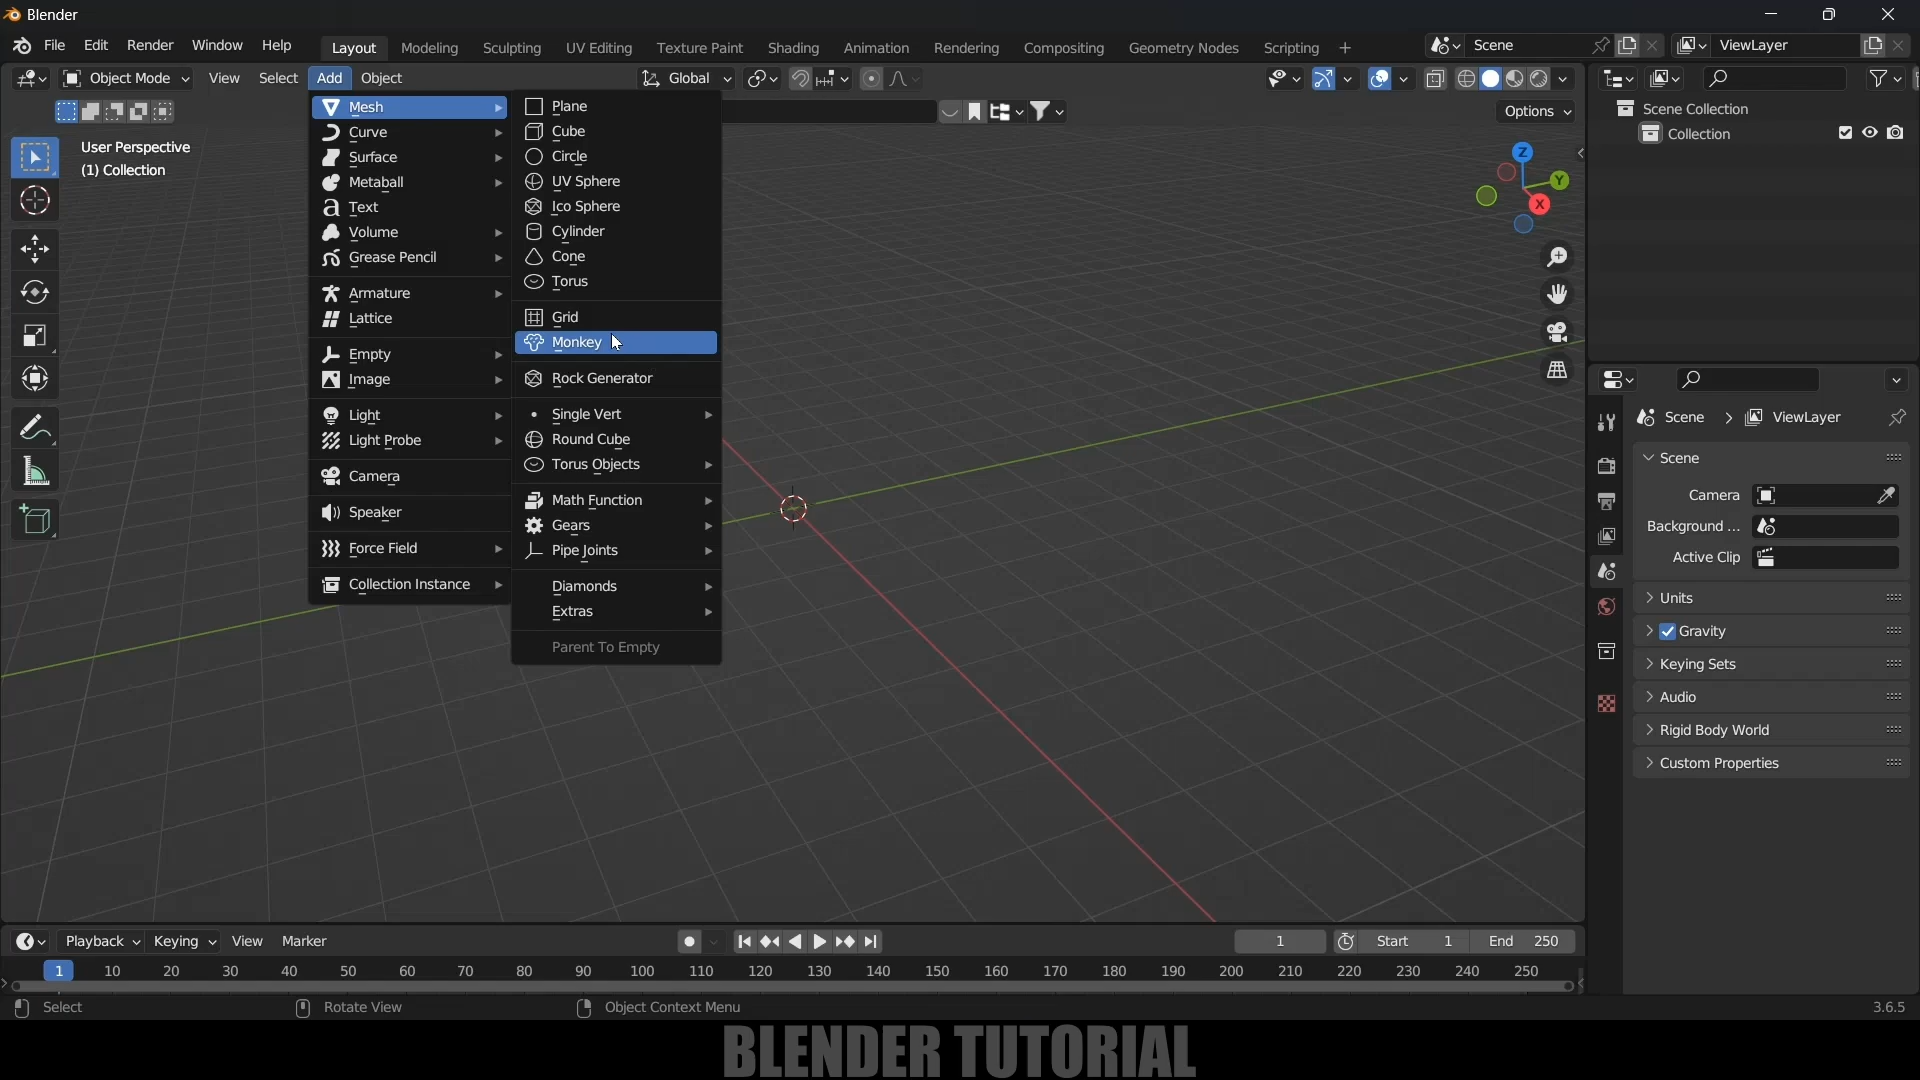 Blender
File Edit Render Window Help Layout Modeling Sculpting UV Editing Texture Paint Shading Animation Rendering Compositing Geometry Nodes Scripting + Scene ViewLayer
Object Mode View Select Add Object Global
Options
User Perspective
(1) Collection
Mesh
Curve
Surface
Metaball
Text
Volume
Grease Pencil
Armature
Lattice
Empty
Image
Light
Light Probe
Camera
Speaker
Force Field
Collection Instance
Plane
Cube
Circle
UV Sphere
Ico Sphere
Cylinder
Cone
Torus
Grid
Monkey
Rock Generator
Single Vert
Round Cube
Torus Objects
Math Function
Gears
Pipe Joints
Diamonds
Extras
Parent To Empty
Z
Y
X
Scene Collection
Collection
Scene > ViewLayer
Scene
Camera
Background ...
Active Clip
Units
Gravity
Keying Sets
Audio
Rigid Body World
Custom Properties
Playback Keying View Marker 1 Start 1 End 250
1 10 20 30 40 50 60 70 80 90 100 110 120 130 140 150 160 170 180 190 200 210 220 230 240 250
Select Rotate View Object Context Menu 3.6.5
BLENDER TUTORIAL